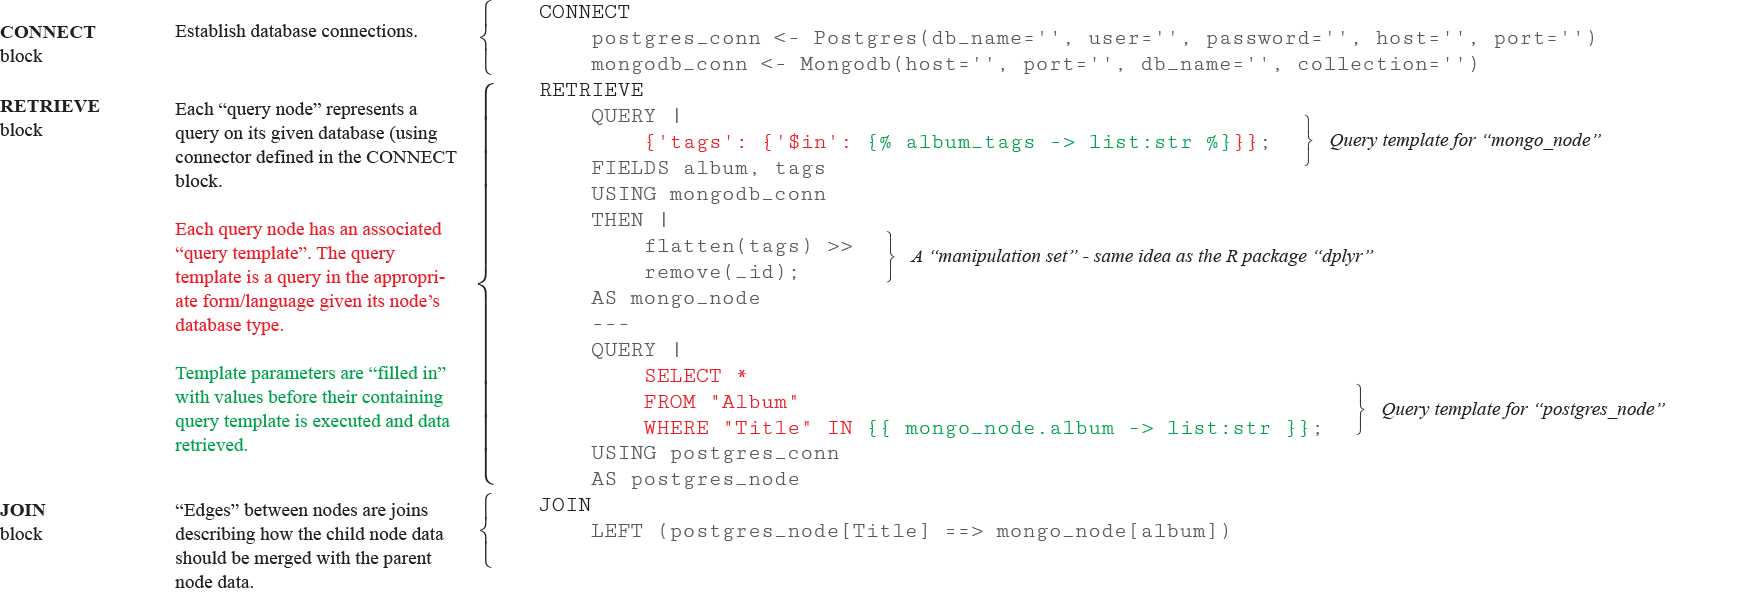 CONNECT
block
Establish database connections.
CONNECT
postgres_conn <- Postgres(db_name='', user='', password='', host='', port='')
mongodb_conn <- Mongodb(host='', port='', db_name='', collection='')
RETRIEVE
block
Each “query node” represents a
query on its given database (using
connector defined in the CONNECT
block.
Each query node has an associated
“query template”. The query
template is a query in the appropri-
ate form/language given its node’s
database type.
Template parameters are “filled in”
with values before their containing
query template is executed and data
retrieved.
RETRIEVE
QUERY |
{'tags': {'$in': {% album_tags -> list:str %}}};
Query template for “mongo_node”
FIELDS album, tags
USING mongodb_conn
THEN |
flatten(tags) >>
remove(_id);
A “manipulation set” - same idea as the R package “dplyr”
AS mongo_node
---
QUERY |
SELECT *
FROM "Album"
WHERE "Title" IN {{ mongo_node.album -> list:str }};
Query template for “postgres_node”
USING postgres_conn
AS postgres_node
JOIN
block
“Edges” between nodes are joins
describing how the child node data
should be merged with the parent
node data.
JOIN
LEFT (postgres_node[Title] ==> mongo_node[album])